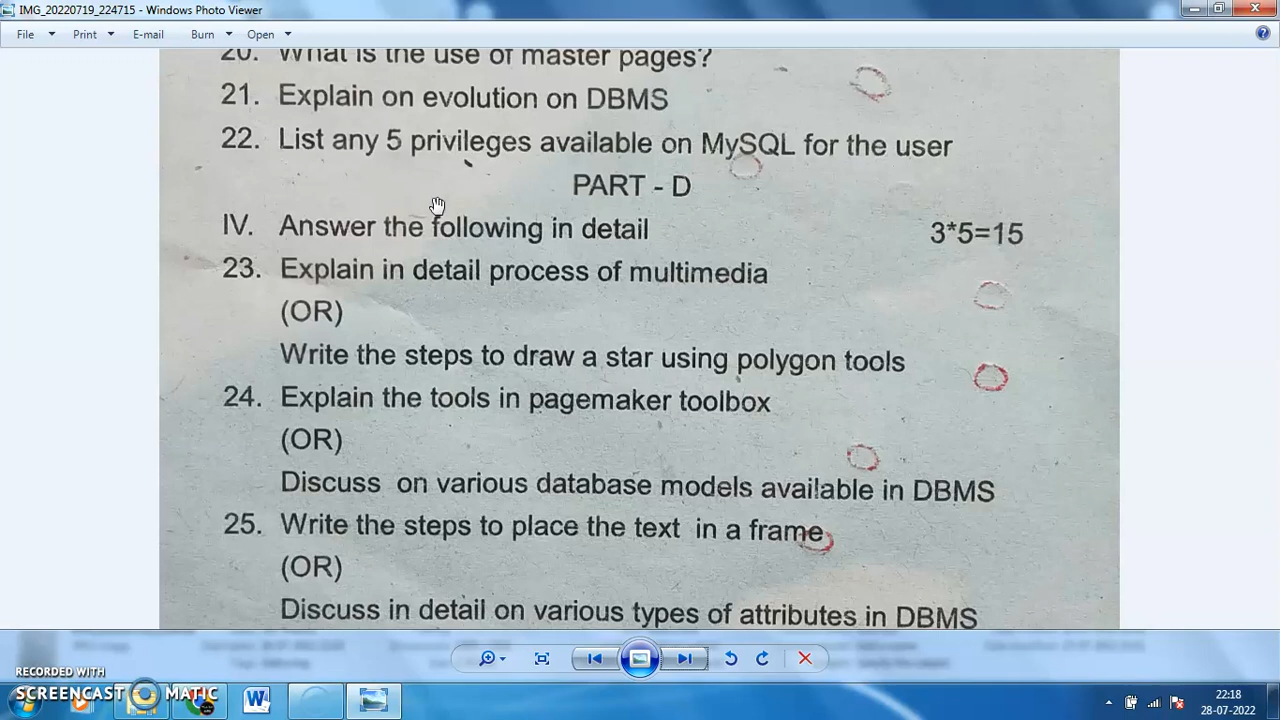 IMG_20220719_224715 - Windows Photo Viewer
File Print E-mail Burn Open
20. What is the use of master pages?
21. Explain on evolution on DBMS
22. List any 5 privileges available on MySQL for the user
PART - D
IV. Answer the following in detail 3*5=15
23. Explain in detail process of multimedia
(OR)
Write the steps to draw a star using polygon tools
24. Explain the tools in pagemaker toolbox
(OR)
Discuss on various database models available in DBMS
25. Write the steps to place the text in a frame
(OR)
Discuss in detail on various types of attributes in DBMS
RECORDED WITH
SCREENCAST MATIC
22:18
28-07-2022